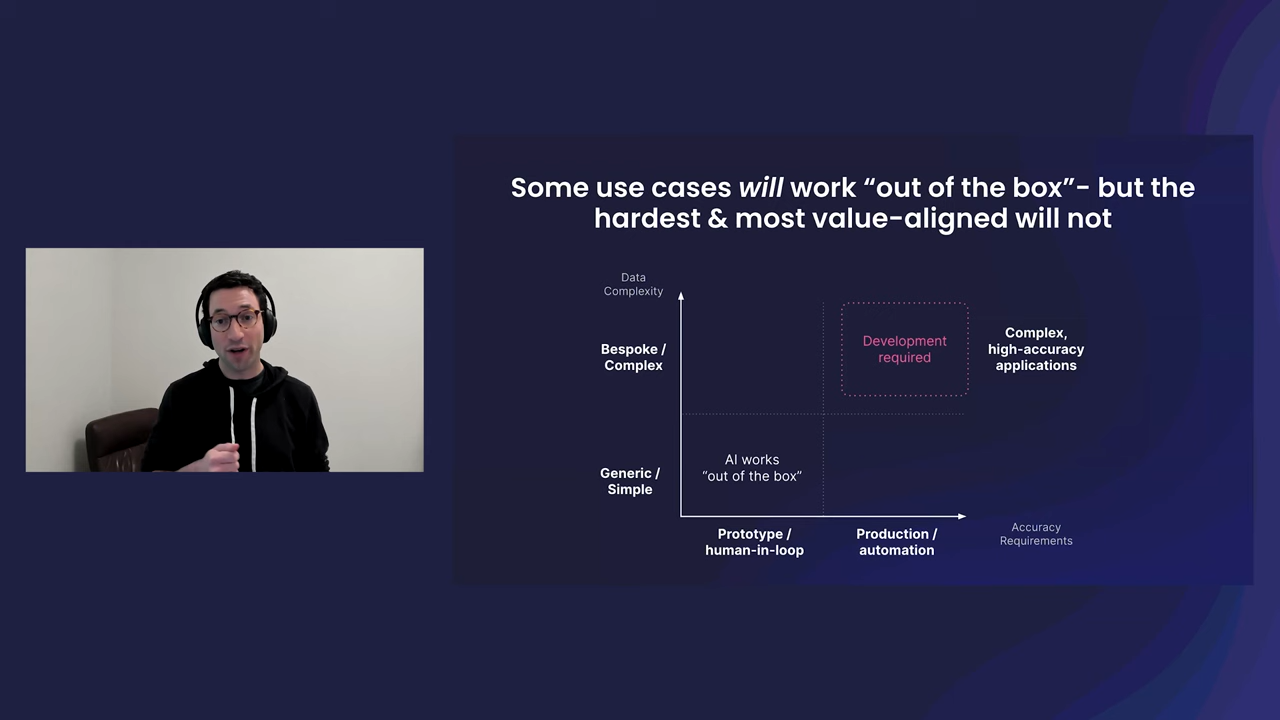 Some use cases will work “out of the box”- but the
hardest & most value-aligned will not
Data
Complexity
Bespoke /
Complex
Development
required
Complex,
high-accuracy
applications
Generic /
Simple
AI works
“out of the box”
Prototype /
human-in-loop
Production /
automation
Accuracy
Requirements